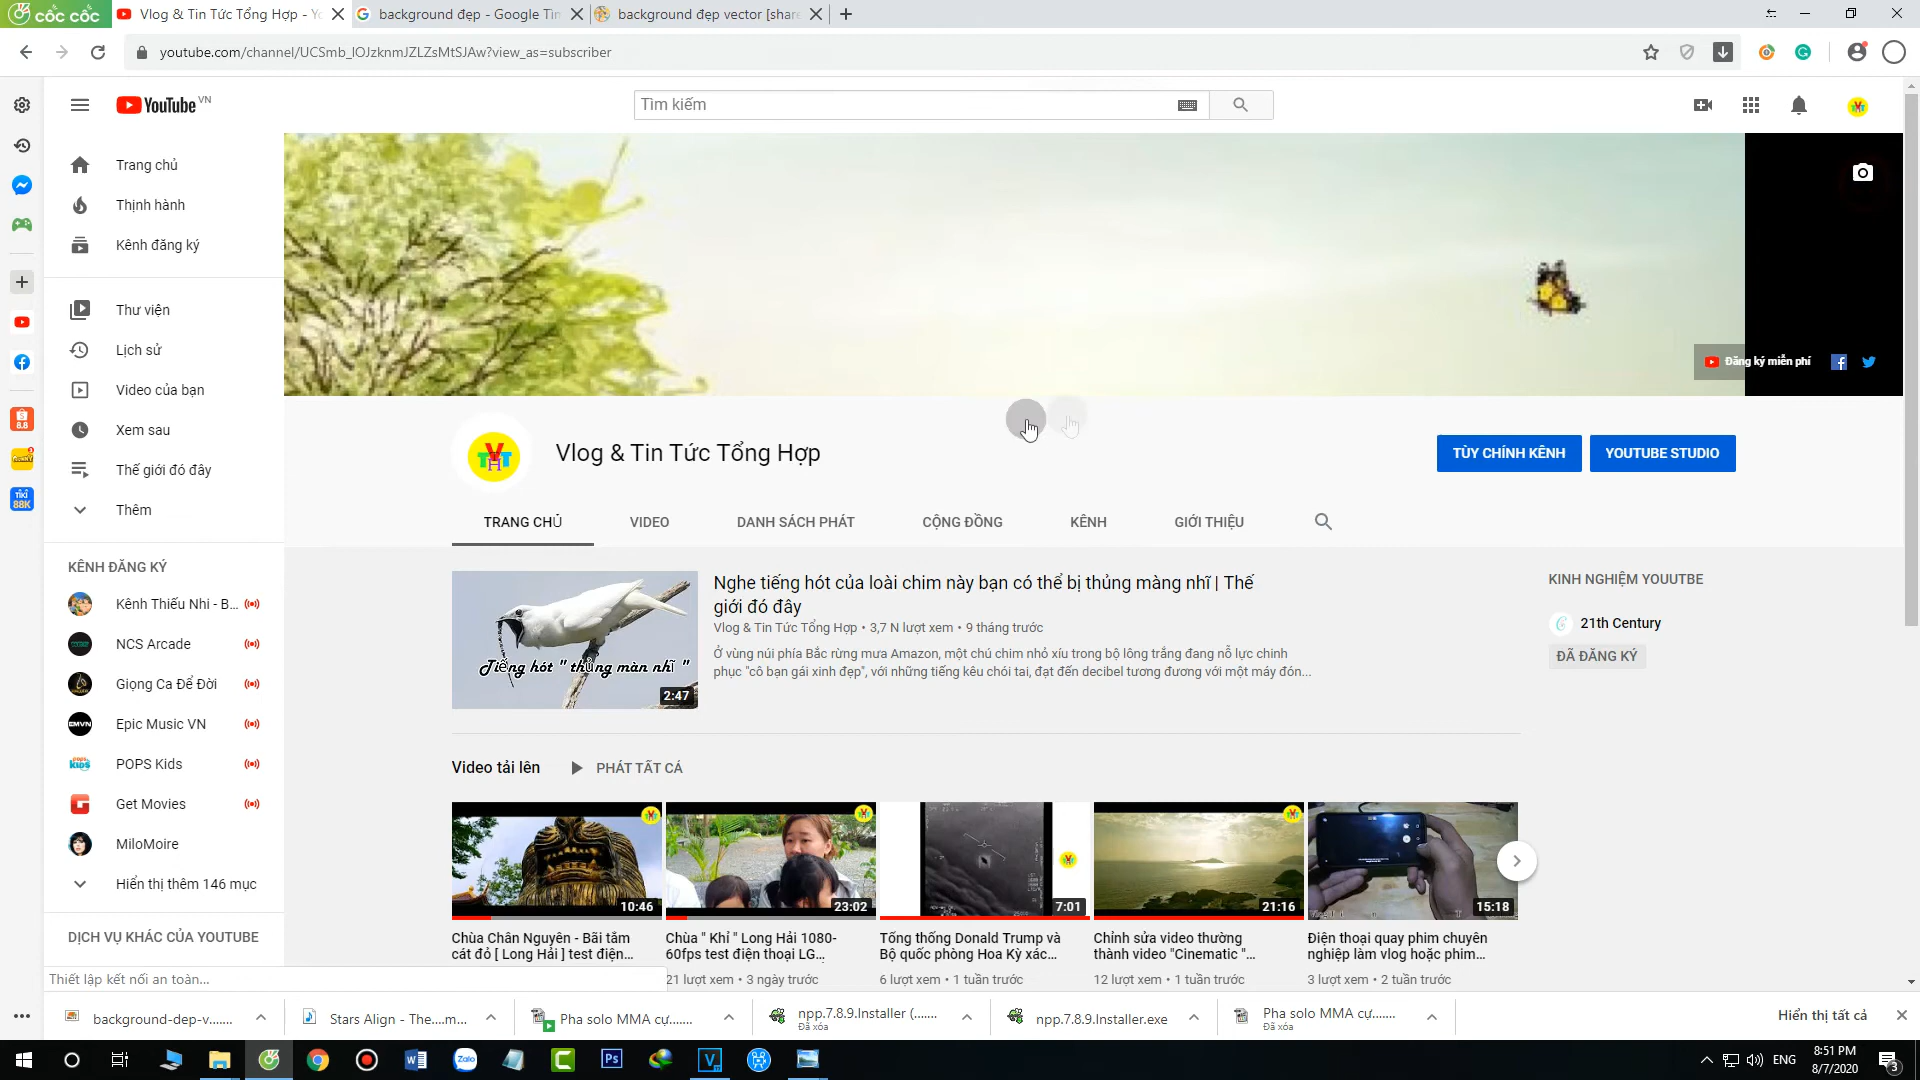 cốc cốc
Vlog & Tin Tức Tổng Hợp - Yo
background đẹp - Google Tìm
background đẹp vector [share
youtube.com/channel/UCSmb_lOJzknmJZLZsMtSJAw?view_as=subscriber
YouTube VN
Tìm kiếm
Trang chủ
Thịnh hành
Kênh đăng ký
Thư viện
Lịch sử
Video của bạn
Xem sau
Thế giới đó đây
Thêm
KÊNH ĐĂNG KÝ
Kênh Thiếu Nhi - B...
NCS Arcade
Giọng Ca Để Đời
Epic Music VN
POPS Kids
Get Movies
MiloMoire
Hiển thị thêm 146 mục
DỊCH VỤ KHÁC CỦA YOUTUBE
Thiết lập kết nối an toàn...
8.8
TIKI
88K
Đăng ký miễn phí
Vlog & Tin Tức Tổng Hợp
TÙY CHỈNH KÊNH
YOUTUBE STUDIO
TRANG CHỦ
VIDEO
DANH SÁCH PHÁT
CỘNG ĐỒNG
KÊNH
GIỚI THIỆU
Tiếng hót " thủng màn nhĩ "
2:47
Nghe tiếng hót của loài chim này bạn có thể bị thủng màng nhĩ | Thế
giới đó đây
Vlog & Tin Tức Tổng Hợp • 3,7 N lượt xem • 9 tháng trước
Ở vùng núi phía Bắc rừng mưa Amazon, một chú chim nhỏ xíu trong bộ lông trắng đang nỗ lực chinh
phục "cô bạn gái xinh đẹp", với những tiếng kêu chói tai, đạt đến decibel tương đương với một máy đón...
KINH NGHIỆM YOUUTBE
21th Century
ĐÃ ĐĂNG KÝ
Video tải lên
PHÁT TẤT CẢ
10:46
23:02
7:01
21:16
15:18
Chùa Chân Nguyên - Bãi tắm
cát đỏ [ Long Hải ] test điện...
Chùa " Khỉ " Long Hải 1080-
60fps test điện thoại LG...
21 lượt xem • 3 ngày trước
Tổng thống Donald Trump và
Bộ quốc phòng Hoa Kỳ xác...
6 lượt xem • 1 tuần trước
Chỉnh sửa video thường
thành video "Cinematic "...
12 lượt xem • 1 tuần trước
Điện thoại quay phim chuyên
nghiệp làm vlog hoặc phim...
3 lượt xem • 2 tuần trước
background-dep-v.......
Stars Align - The....m...
Pha solo MMA cự.......
npp.7.8.9.Installer (.......
Đã xóa
npp.7.8.9.Installer.exe
Pha solo MMA cự.......
Đã xóa
Hiển thị tất cả
Zalo
Ps
ENG
8:51 PM
8/7/2020
3